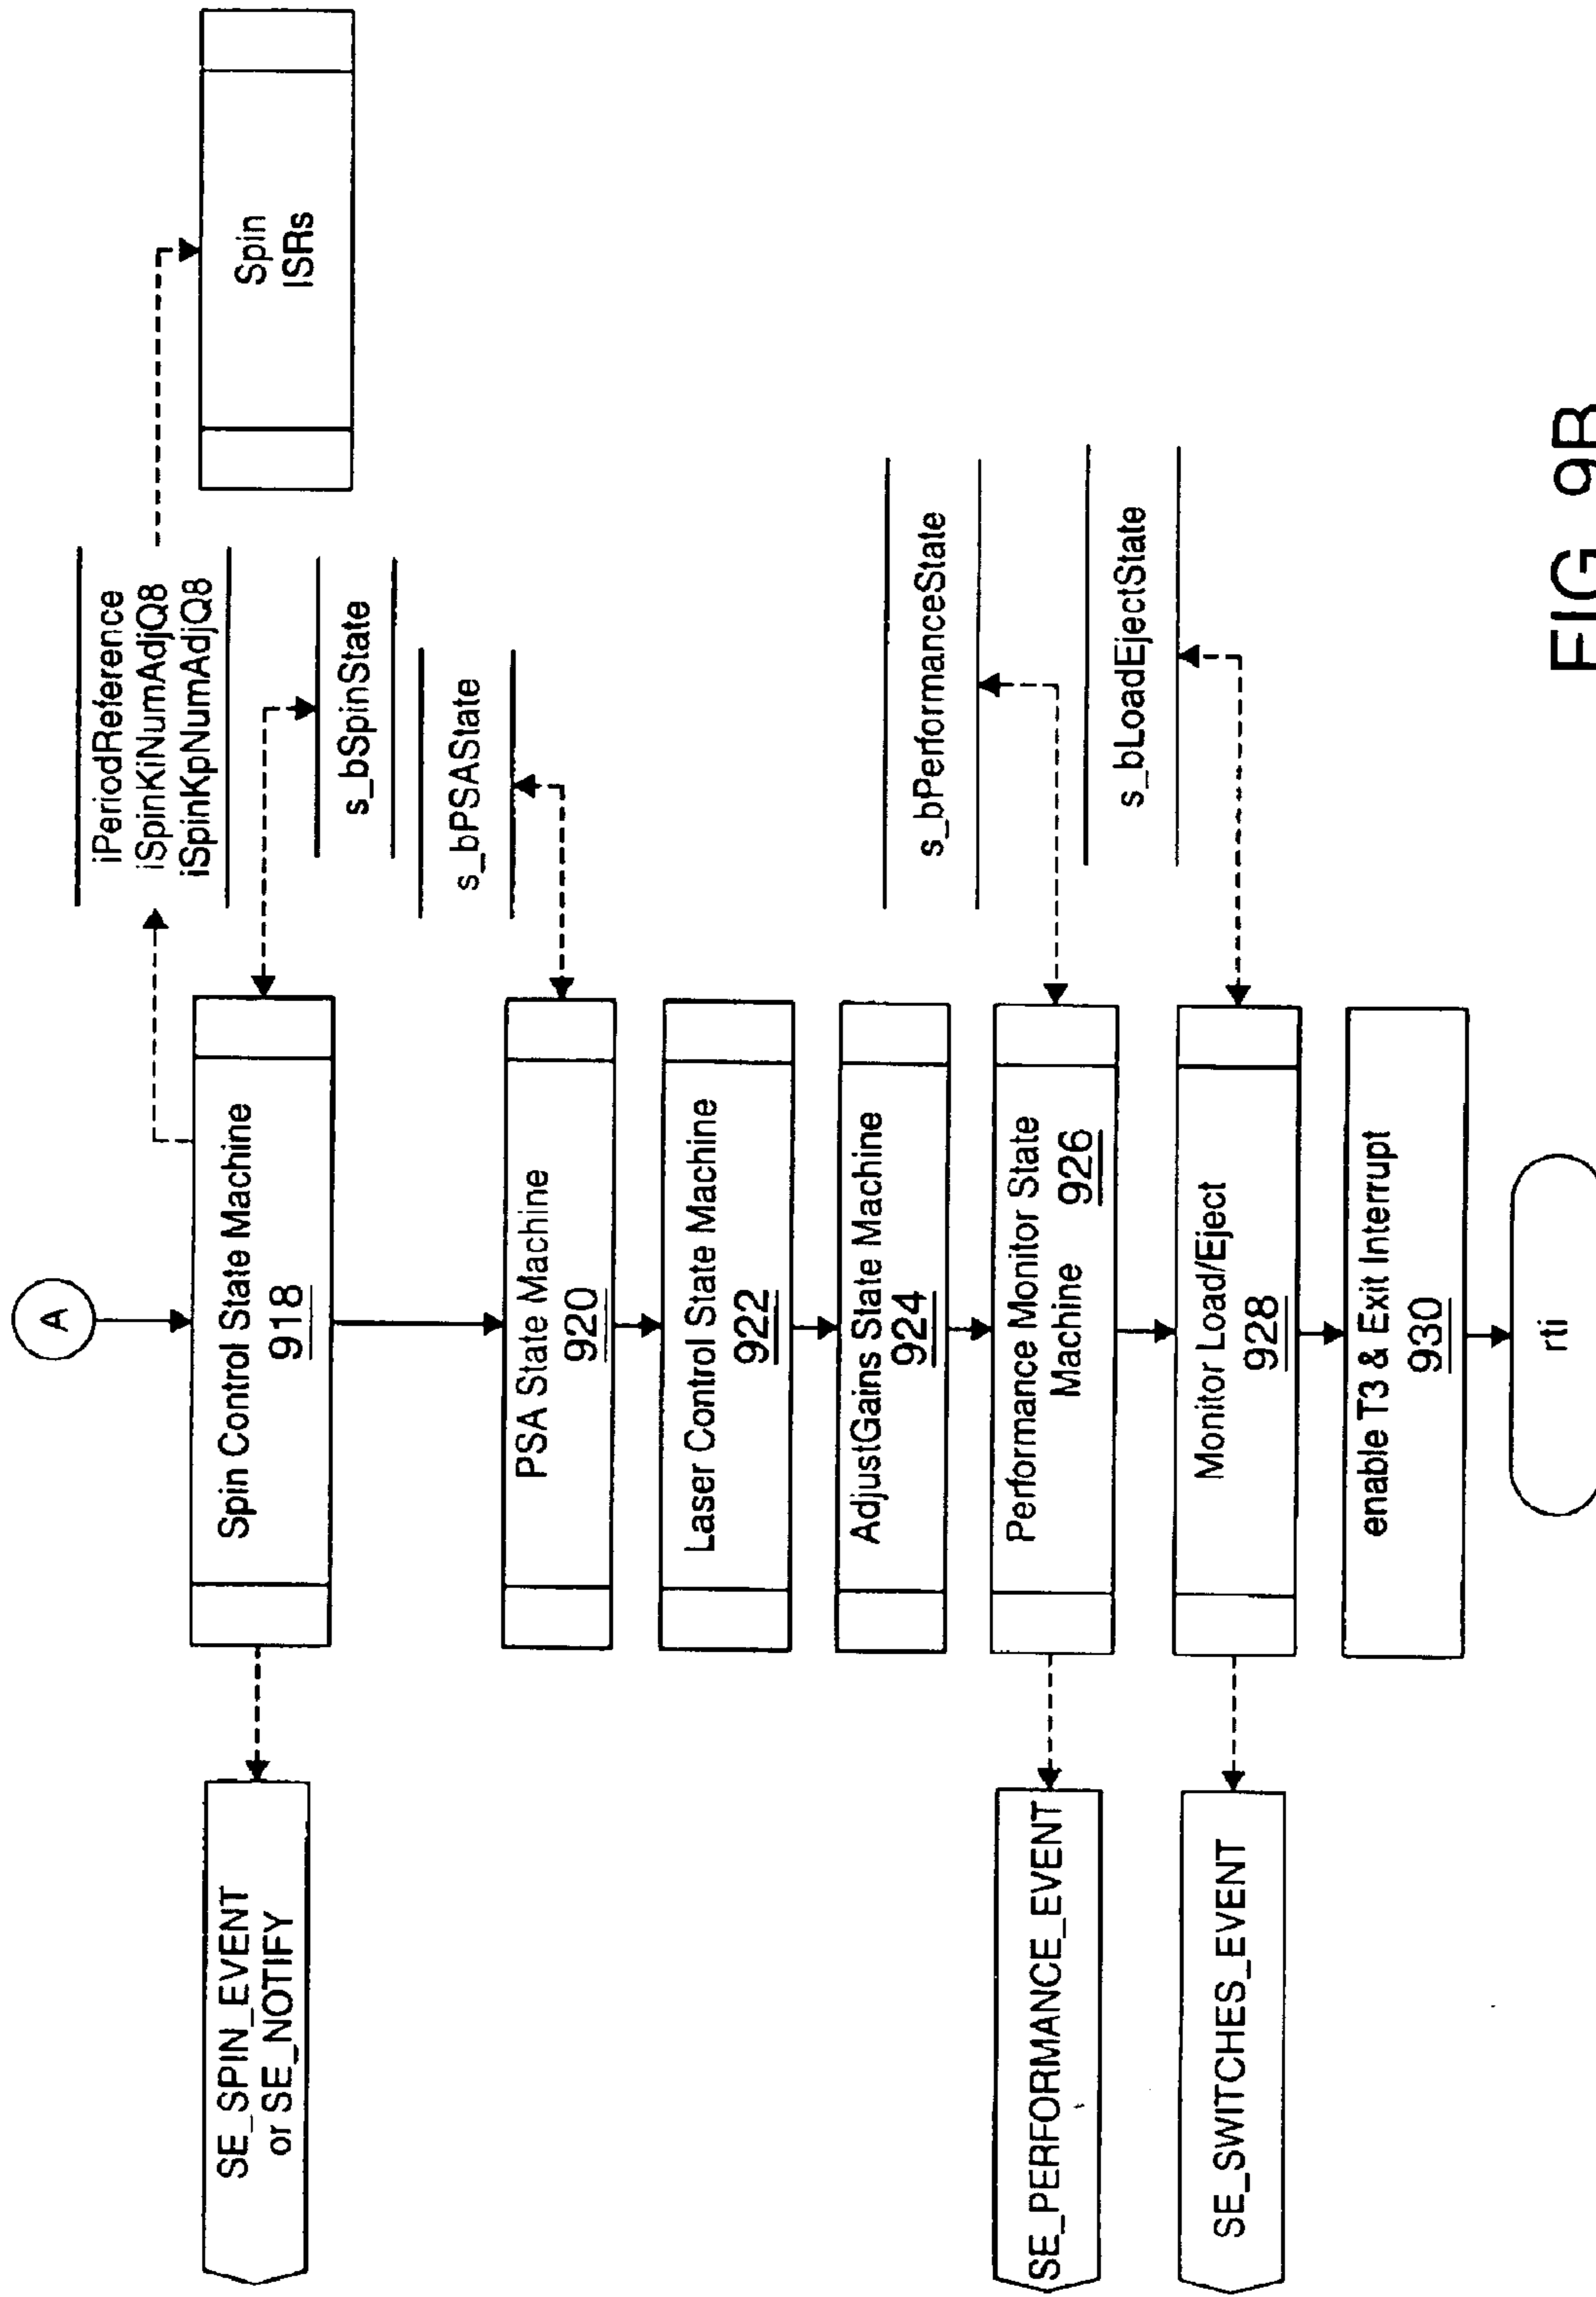 A
Spin Control State Machine
918
SE_SPIN_EVENT
or SE_NOTIFY
iPeriodReference
iSpinKiNumAdjQ8
iSpinKpNumAdjQ8
Spin
ISRs
s_bSpinState
s_bPSAState
PSA State Machine
920
Laser Control State Machine
922
AdjustGains State Machine
924
Performance Monitor State
Machine 926
SE_PERFORMANCE_EVENT
s_bPerformanceState
Monitor Load/Eject
928
SE_SWITCHES_EVENT
s_bLoadEjectState
enable T3 & Exit Interrupt
930
rti
FIG. 9B